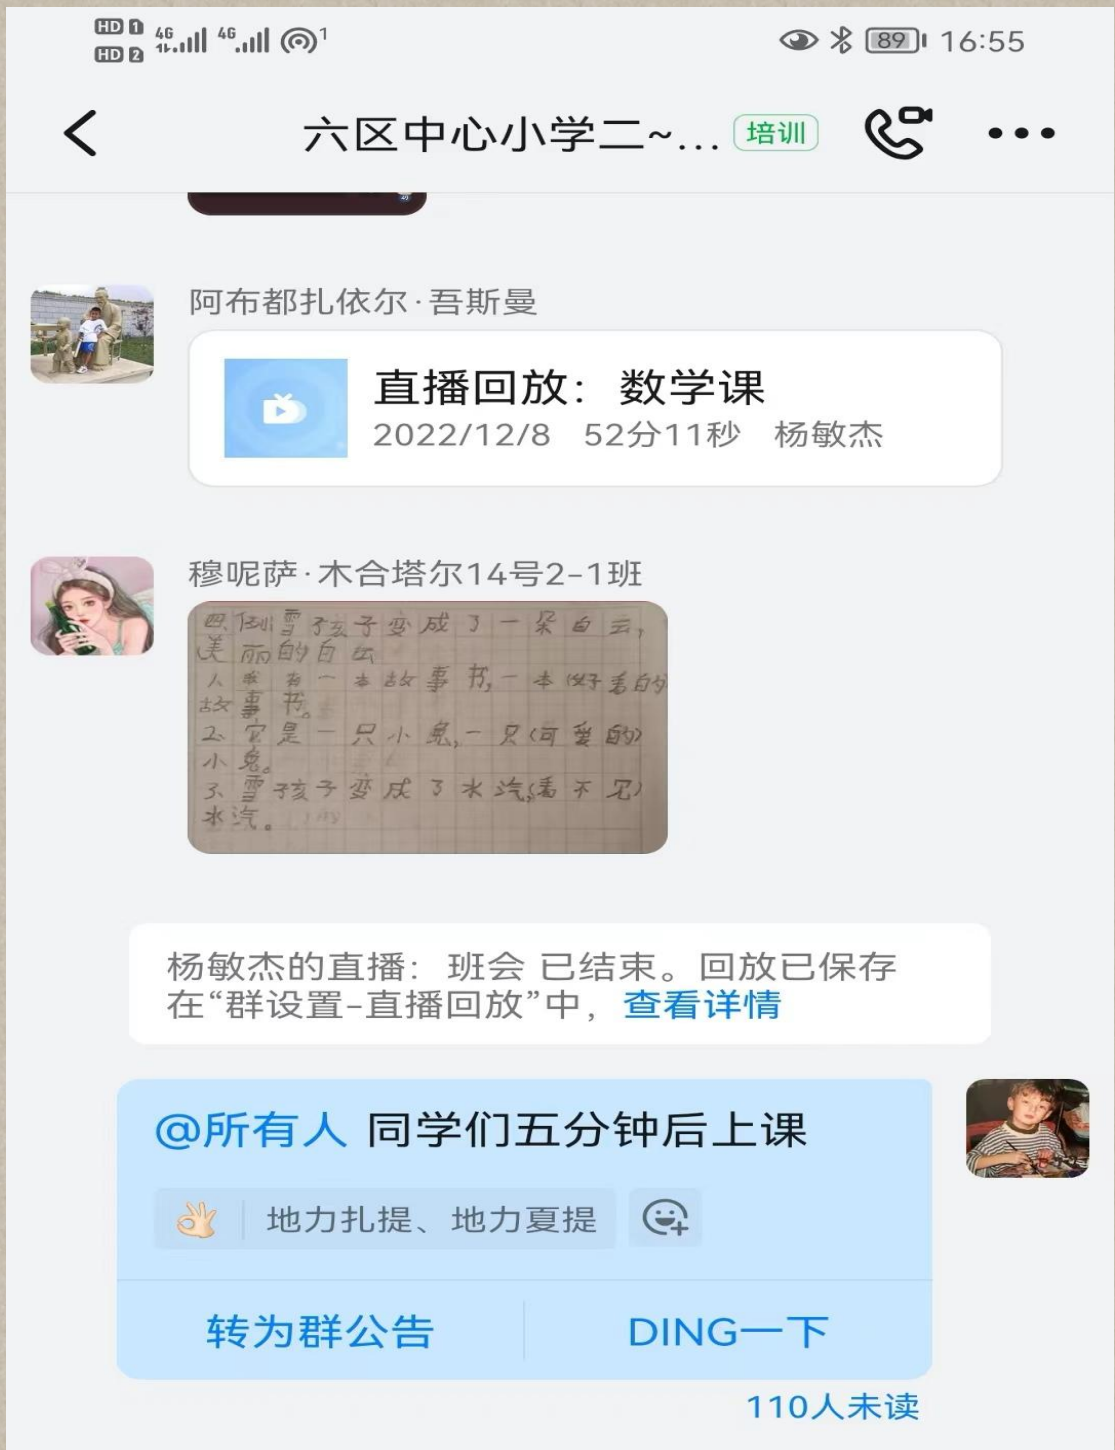 HD 1 4G 4G 1 89 16:55
HD 2
六区中心小学二~... 培训
阿布都扎依尔·吾斯曼
直播回放：数学课
2022/12/8 52分11秒 杨敏杰
穆呢萨·木合塔尔14号2-1班
四、例雪孩子变成了一朵白云，
美丽的白云
1、我有一本故事书，一本(好看的
故事书。
2、它是一只小兔，一只(可爱的)
小兔。
3、雪孩子变成了水汽，(看不见)
水汽。
杨敏杰的直播：班会 已结束。回放已保存
在“群设置-直播回放”中，查看详情
@所有人 同学们五分钟后上课
地力扎提、地力夏提
转为群公告 DING一下
110人未读